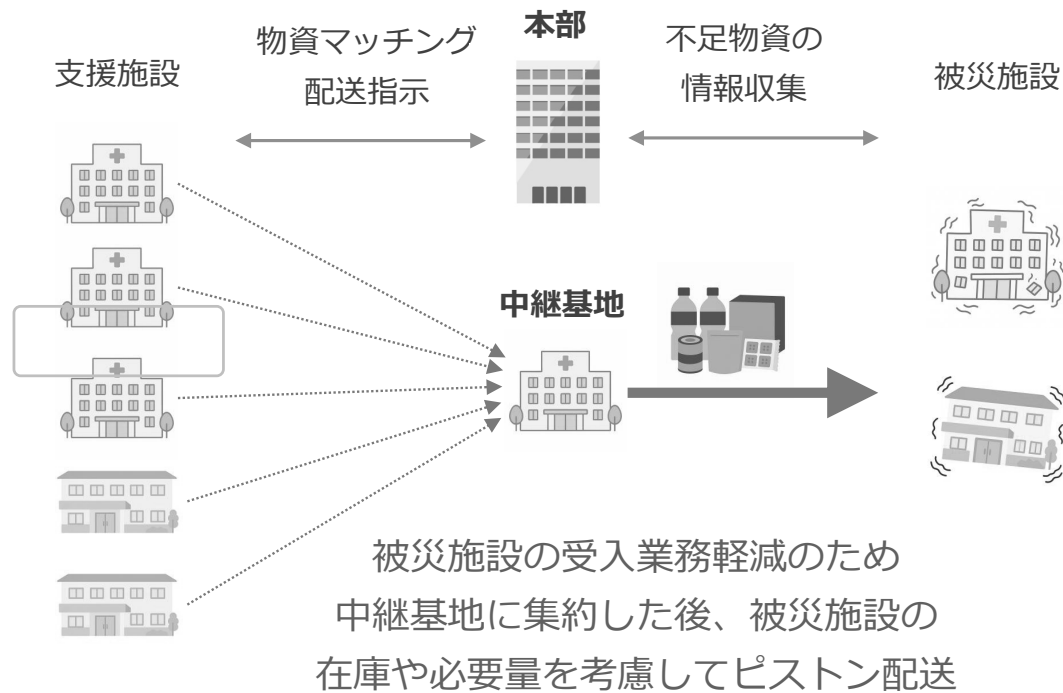 本部
物資マッチング
配送指示
不足物資の
情報収集
支援施設
被災施設
中継基地
被災施設の受入業務軽減のため
中継基地に集約した後、被災施設の
在庫や必要量を考慮してピストン配送